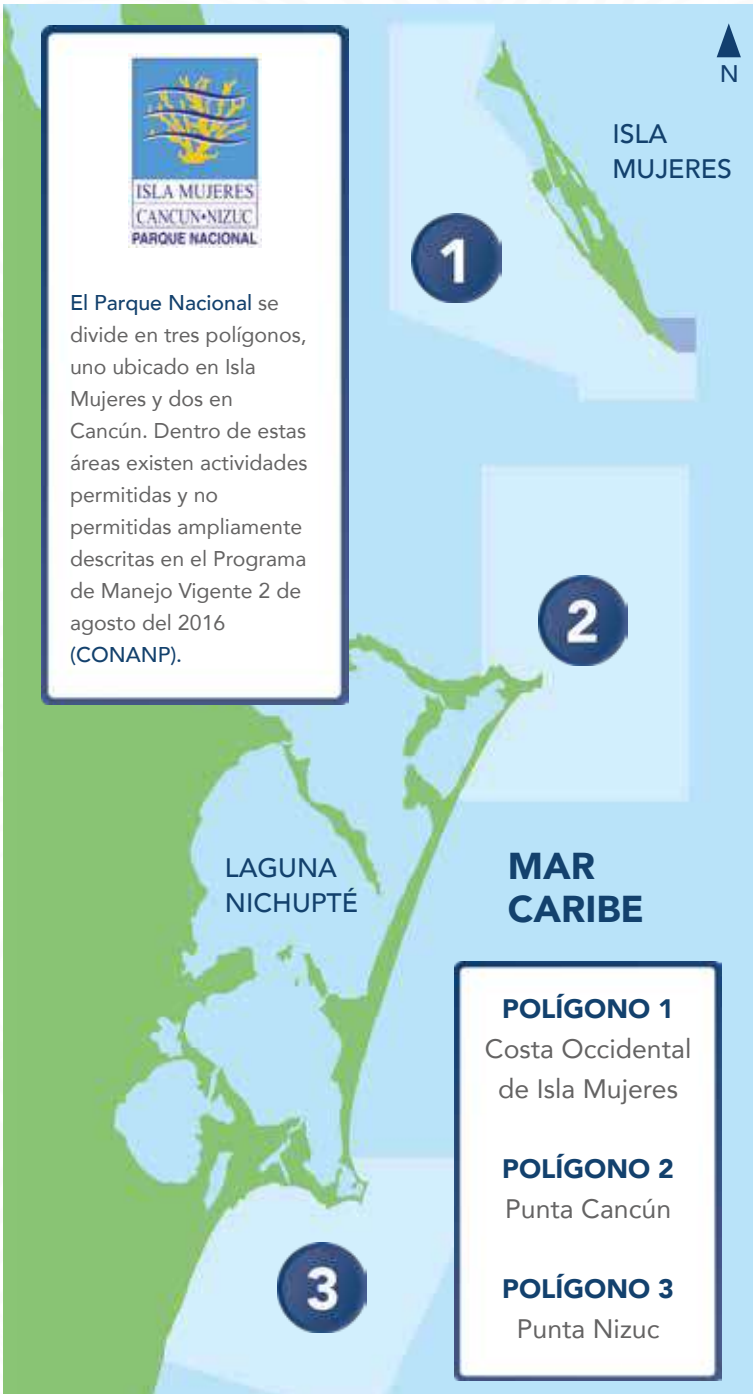 ISLA MUJERES
CANCUN•NIZUC
PARQUE NACIONAL
El Parque Nacional se
divide en tres polígonos,
uno ubicado en Isla
Mujeres y dos en
Cancún. Dentro de estas
áreas existen actividades
permitidas y no
permitidas ampliamente
descritas en el Programa
de Manejo Vigente 2 de
agosto del 2016
(CONANP).
N
ISLA
MUJERES
1
2
LAGUNA
NICHUPTÉ
MAR
CARIBE
3
POLÍGONO 1
Costa Occidental
de Isla Mujeres
POLÍGONO 2
Punta Cancún
POLÍGONO 3
Punta Nizuc